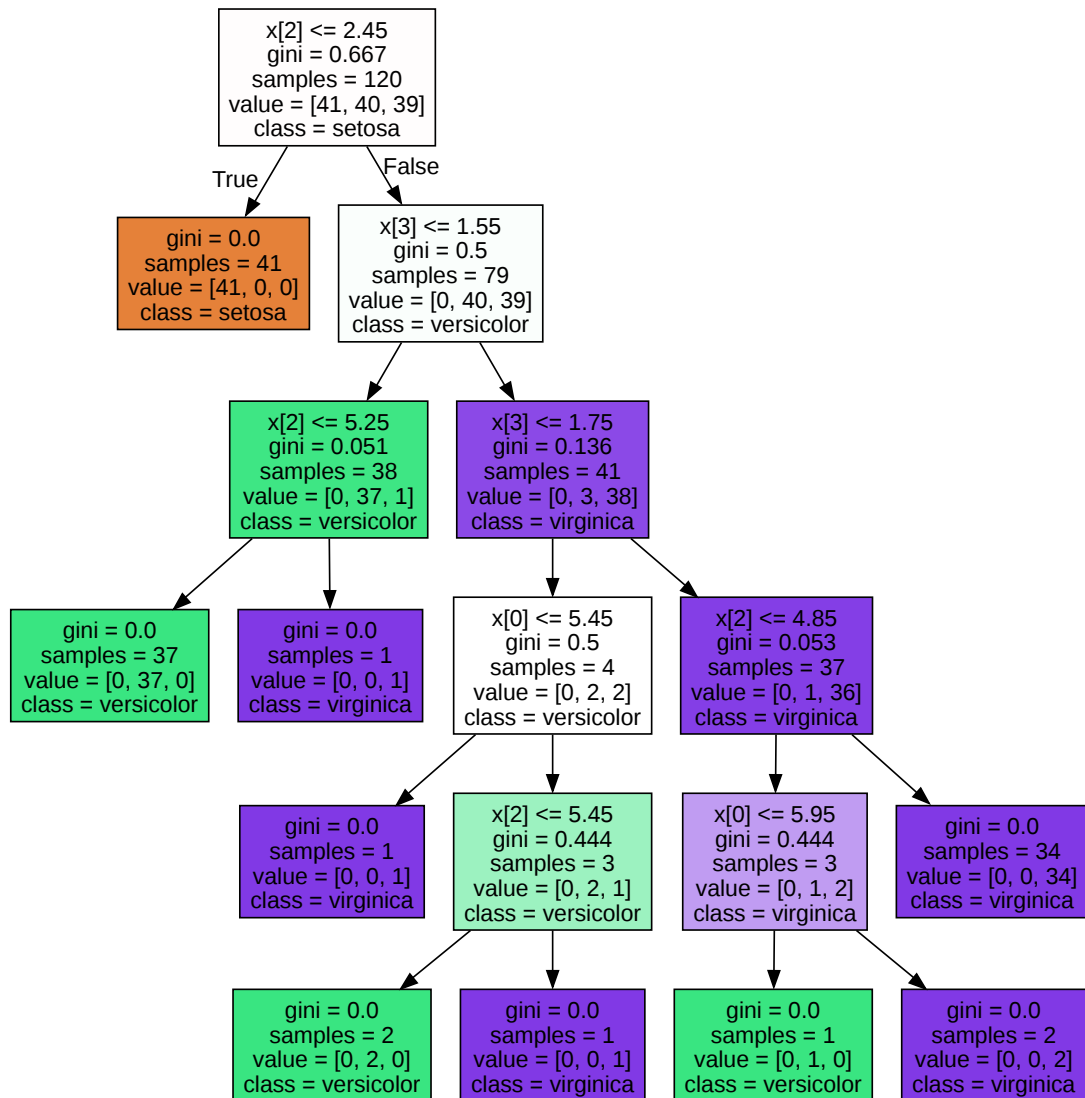 x[2] <= 2.45
gini = 0.667
samples = 120
value = [41, 40, 39]
class = setosa
True
False
gini = 0.0
samples = 41
value = [41, 0, 0]
class = setosa
x[3] <= 1.55
gini = 0.5
samples = 79
value = [0, 40, 39]
class = versicolor
x[2] <= 5.25
gini = 0.051
samples = 38
value = [0, 37, 1]
class = versicolor
x[3] <= 1.75
gini = 0.136
samples = 41
value = [0, 3, 38]
class = virginica
gini = 0.0
samples = 37
value = [0, 37, 0]
class = versicolor
gini = 0.0
samples = 1
value = [0, 0, 1]
class = virginica
x[0] <= 5.45
gini = 0.5
samples = 4
value = [0, 2, 2]
class = versicolor
x[2] <= 4.85
gini = 0.053
samples = 37
value = [0, 1, 36]
class = virginica
gini = 0.0
samples = 1
value = [0, 0, 1]
class = virginica
x[2] <= 5.45
gini = 0.444
samples = 3
value = [0, 2, 1]
class = versicolor
x[0] <= 5.95
gini = 0.444
samples = 3
value = [0, 1, 2]
class = virginica
gini = 0.0
samples = 34
value = [0, 0, 34]
class = virginica
gini = 0.0
samples = 2
value = [0, 2, 0]
class = versicolor
gini = 0.0
samples = 1
value = [0, 0, 1]
class = virginica
gini = 0.0
samples = 1
value = [0, 1, 0]
class = versicolor
gini = 0.0
samples = 2
value = [0, 0, 2]
class = virginica